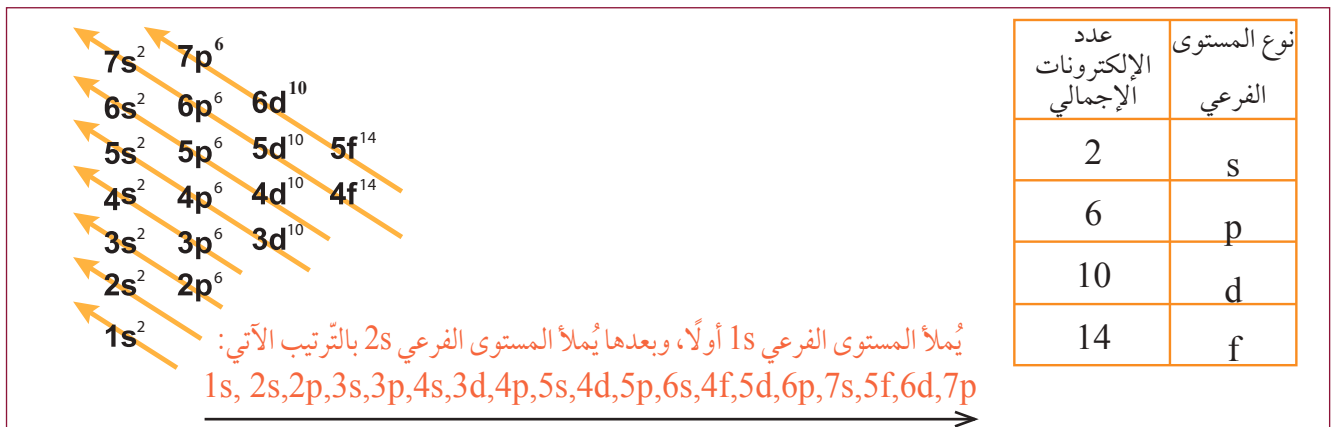 7s² 7p⁶
6s² 6p⁶ 6d¹⁰
5s² 5p⁶ 5d¹⁰ 5f¹⁴
4s² 4p⁶ 4d¹⁰ 4f¹⁴
3s² 3p⁶ 3d¹⁰
2s² 2p⁶
1s²
يُملأ المستوى الفرعي 1s أولًا، وبعدها يُملأ المستوى الفرعي 2s بالتّرتيب الآتي:
1s, 2s,2p,3s,3p,4s,3d,4p,5s,4d,5p,6s,4f,5d,6p,7s,5f,6d,7p
نوع المستوى
الفرعي
عدد
الإلكترونات
الإجمالي
s 2
p 6
d 10
f 14